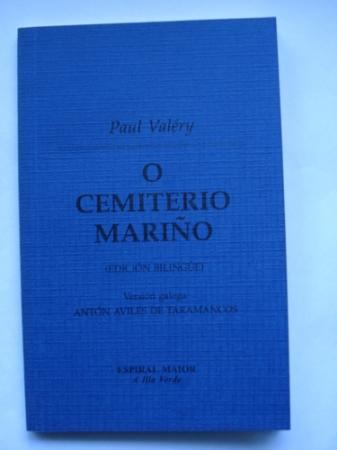 Paul Valéry
O
CEMITERIO
MARIÑO
(EDICIÓN BILINGÜE)
Versión galega:
ANTÓN AVILÉS DE TARAMANCOS
ESPIRAL MAIOR
A Illa Verde